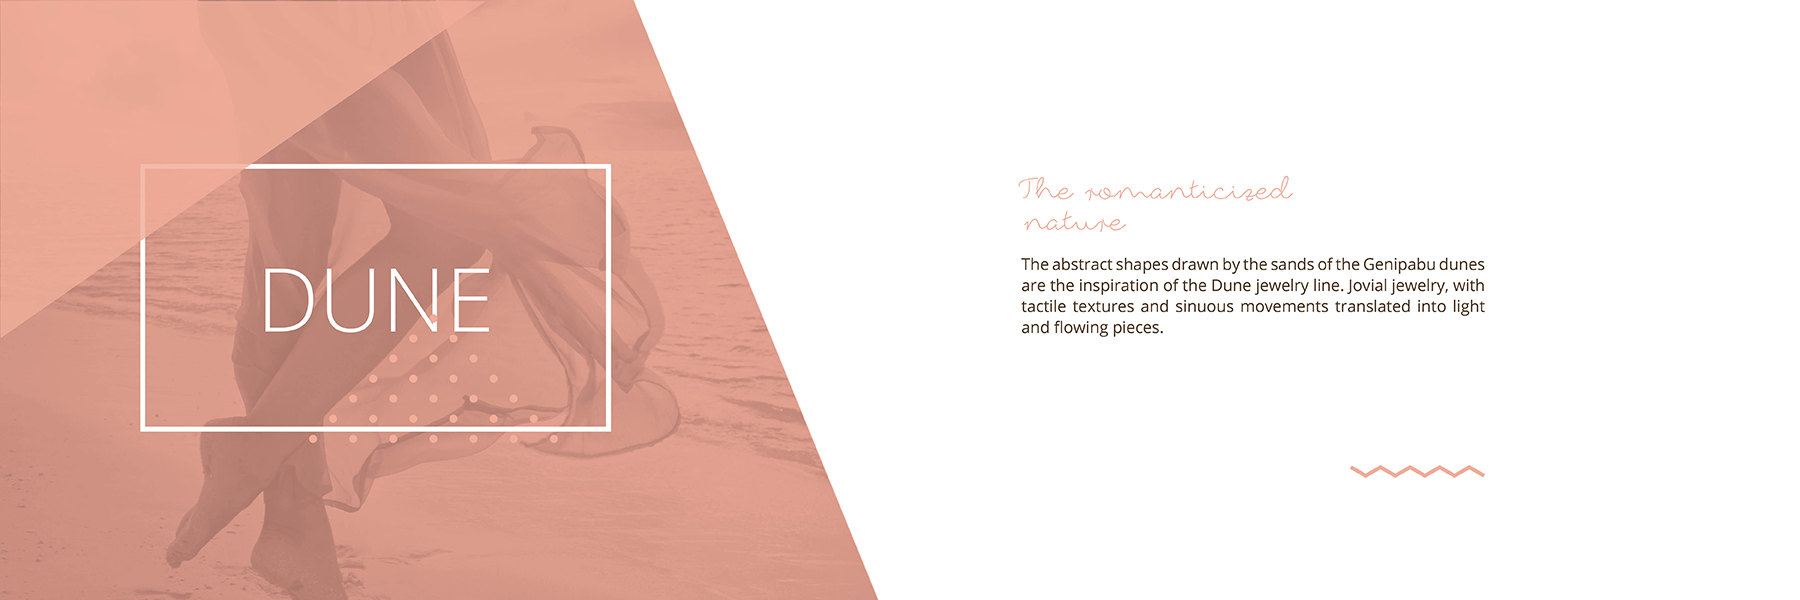 DUNE
The romanticized
nature
The abstract shapes drawn by the sands of the Genipabu dunes
are the inspiration of the Dune jewelry line. Jovial jewelry, with
tactile textures and sinuous movements translated into light
and flowing pieces.